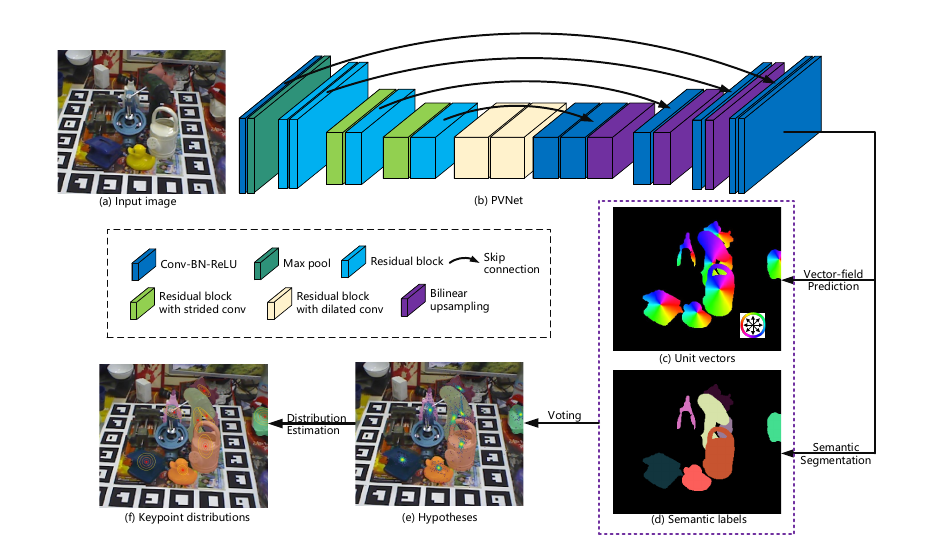 (a) Input image
(b) PVNet
Conv-BN-ReLU
Max pool
Residual block
Skip
connection
Residual block
with strided conv
Residual block
with dilated conv
Bilinear
upsampling
Vector-field
Prediction
(c) Unit vectors
Semantic
Segmentation
(d) Semantic labels
Voting
(e) Hypotheses
Distribution
Estimation
(f) Keypoint distributions